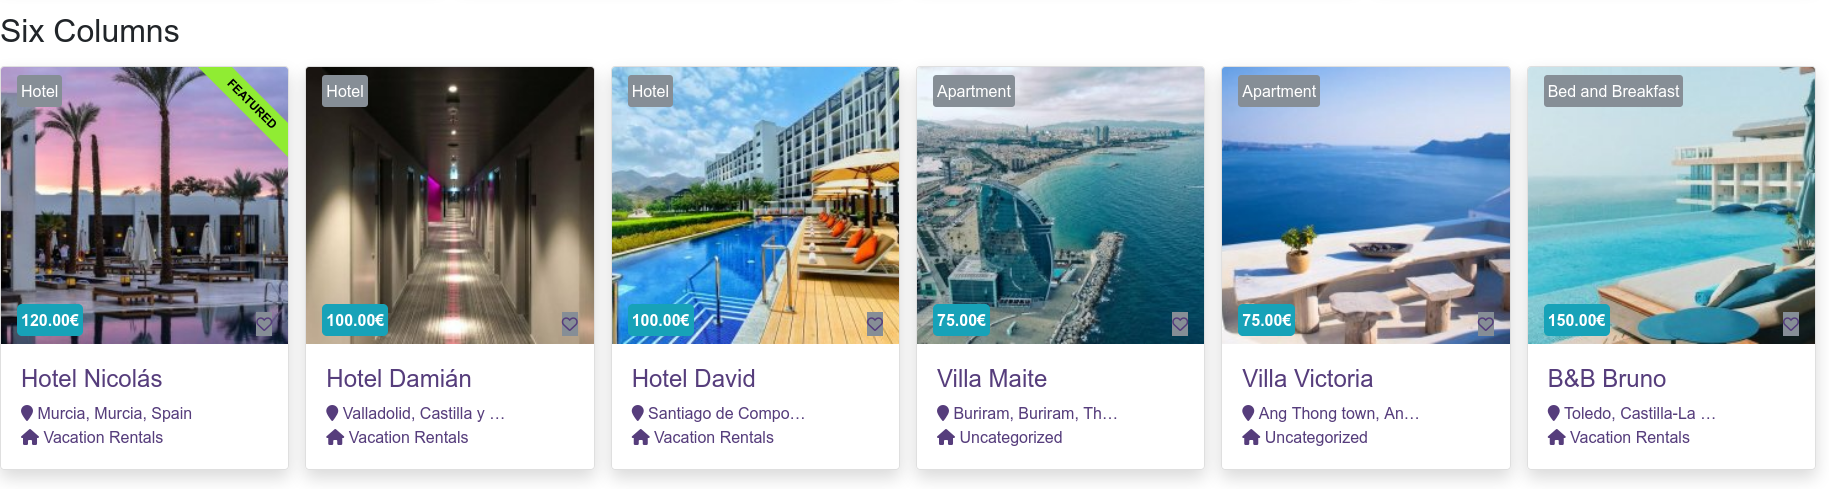 Six Columns
Hotel
FEATURED
120.00€
Hotel Nicolás
Murcia, Murcia, Spain
Vacation Rentals
Hotel
100.00€
Hotel Damián
Valladolid, Castilla y …
Vacation Rentals
Hotel
100.00€
Hotel David
Santiago de Compo…
Vacation Rentals
Apartment
75.00€
Villa Maite
Buriram, Buriram, Th…
Uncategorized
Apartment
75.00€
Villa Victoria
Ang Thong town, An…
Uncategorized
Bed and Breakfast
150.00€
B&B Bruno
Toledo, Castilla-La …
Vacation Rentals